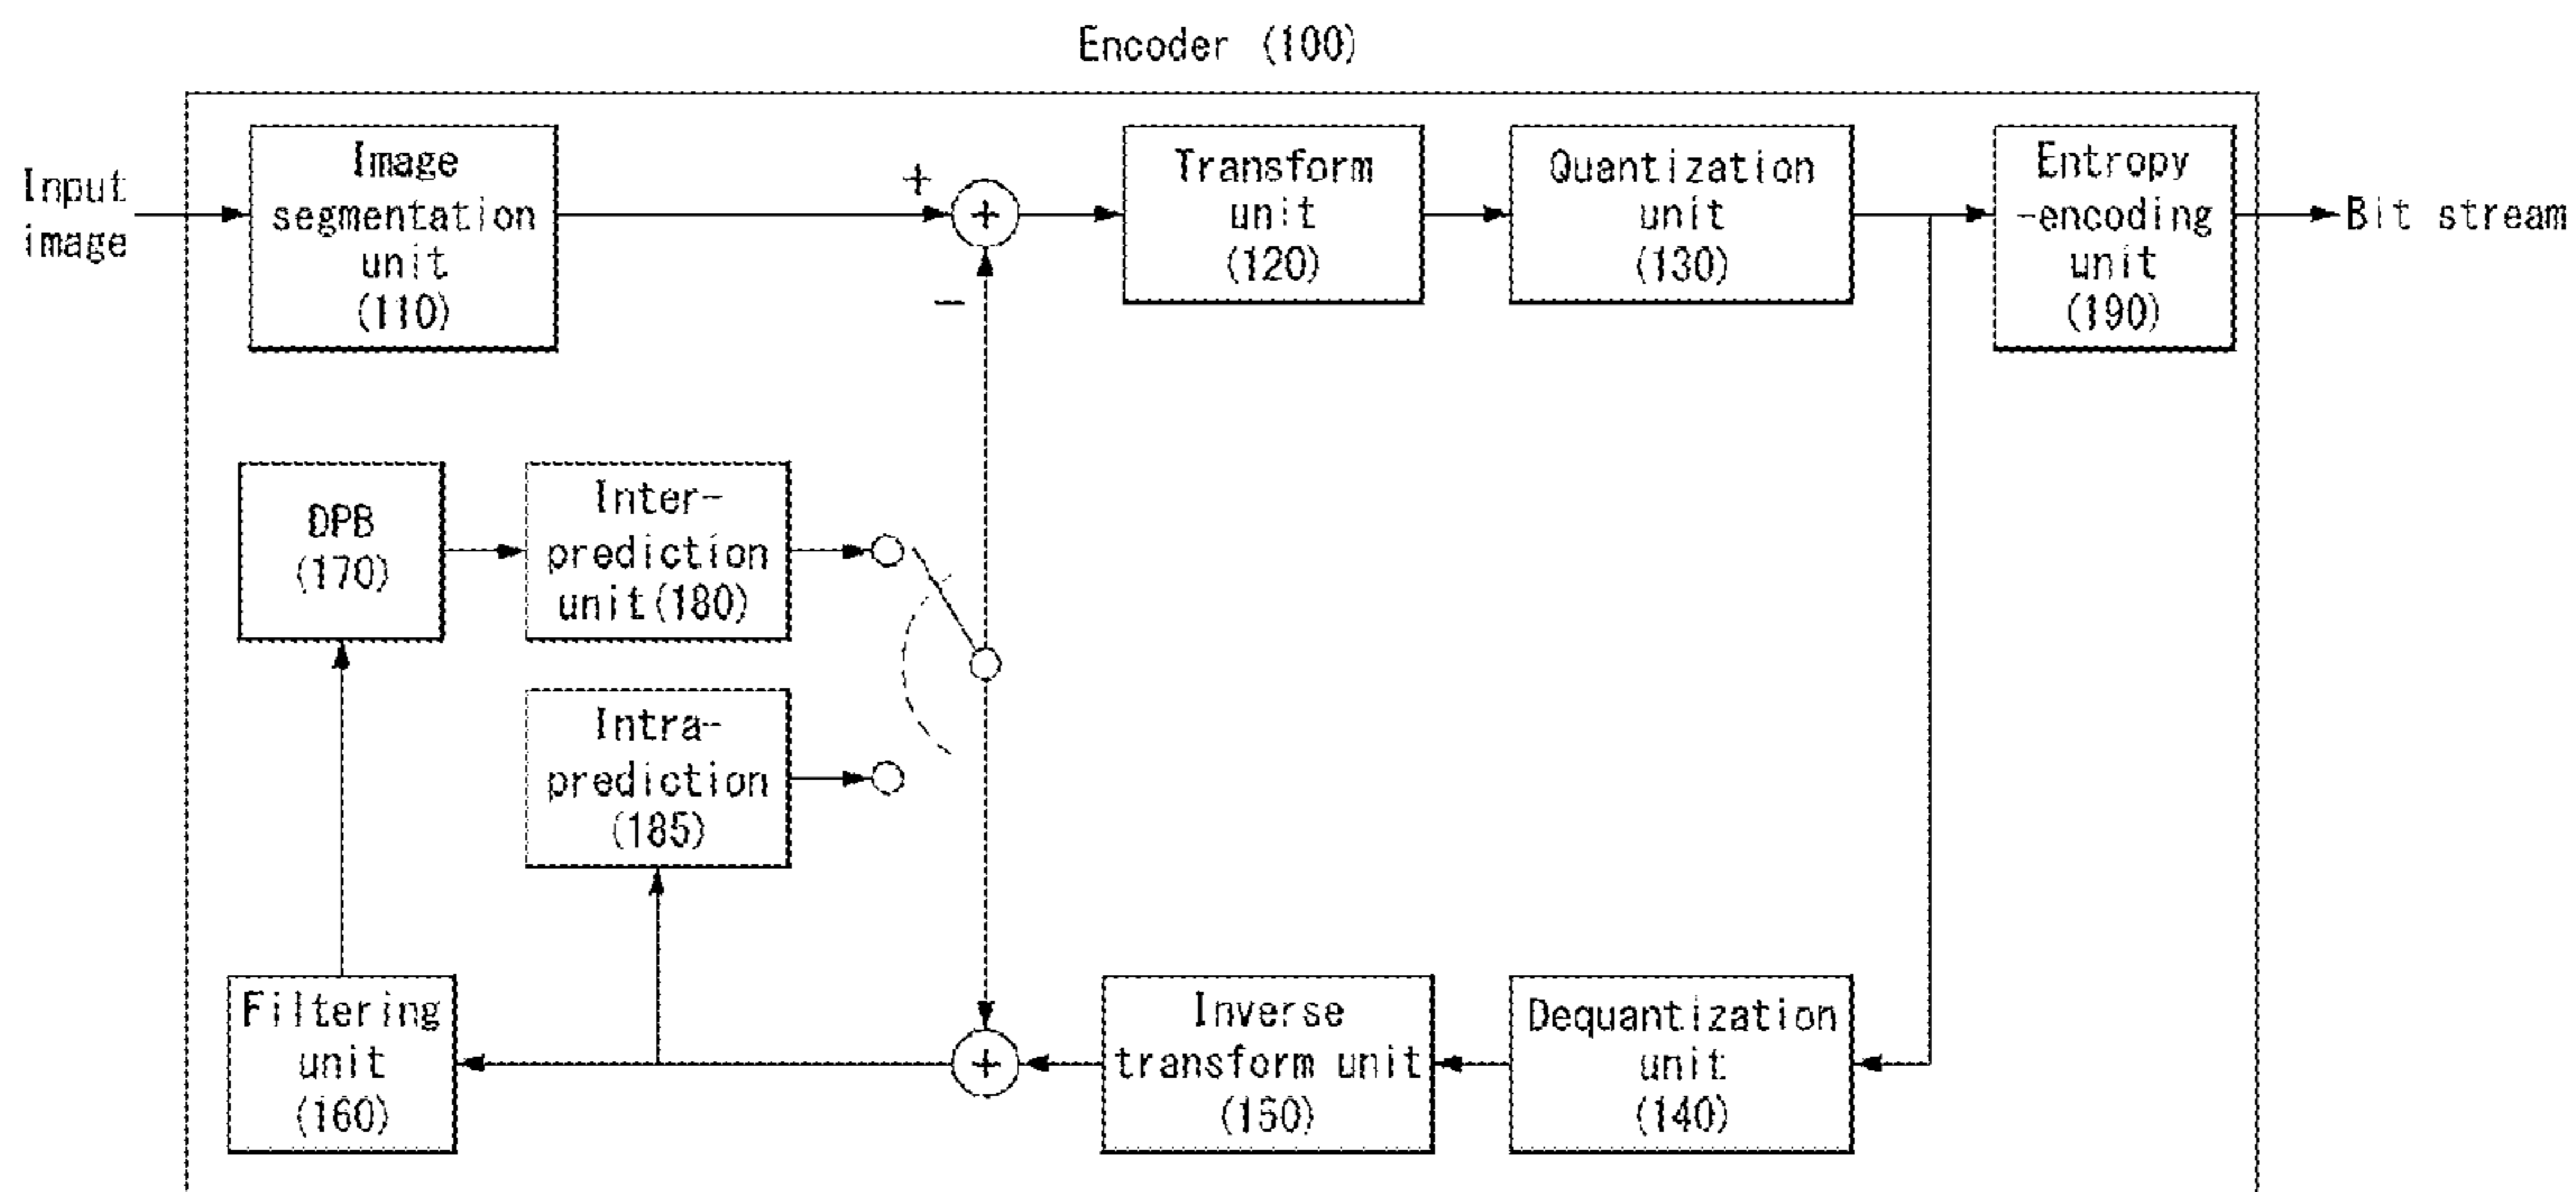 Encoder (100)
Input
image
Image
segmentation
unit
(110)
+
+
−
Transform
unit
(120)
Quantization
unit
(130)
Entropy
-encoding
unit
(190)
Bit stream
DPB
(170)
Inter-
prediction
unit(180)
Intra-
prediction
(185)
Filtering
unit
(160)
+
Inverse
transform unit
(150)
Dequantization
unit
(140)